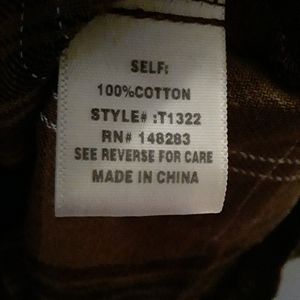 SELF:
100%COTTON
STYLE# :T1322
RN# 148283
SEE REVERSE FOR CARE
MADE IN CHINA